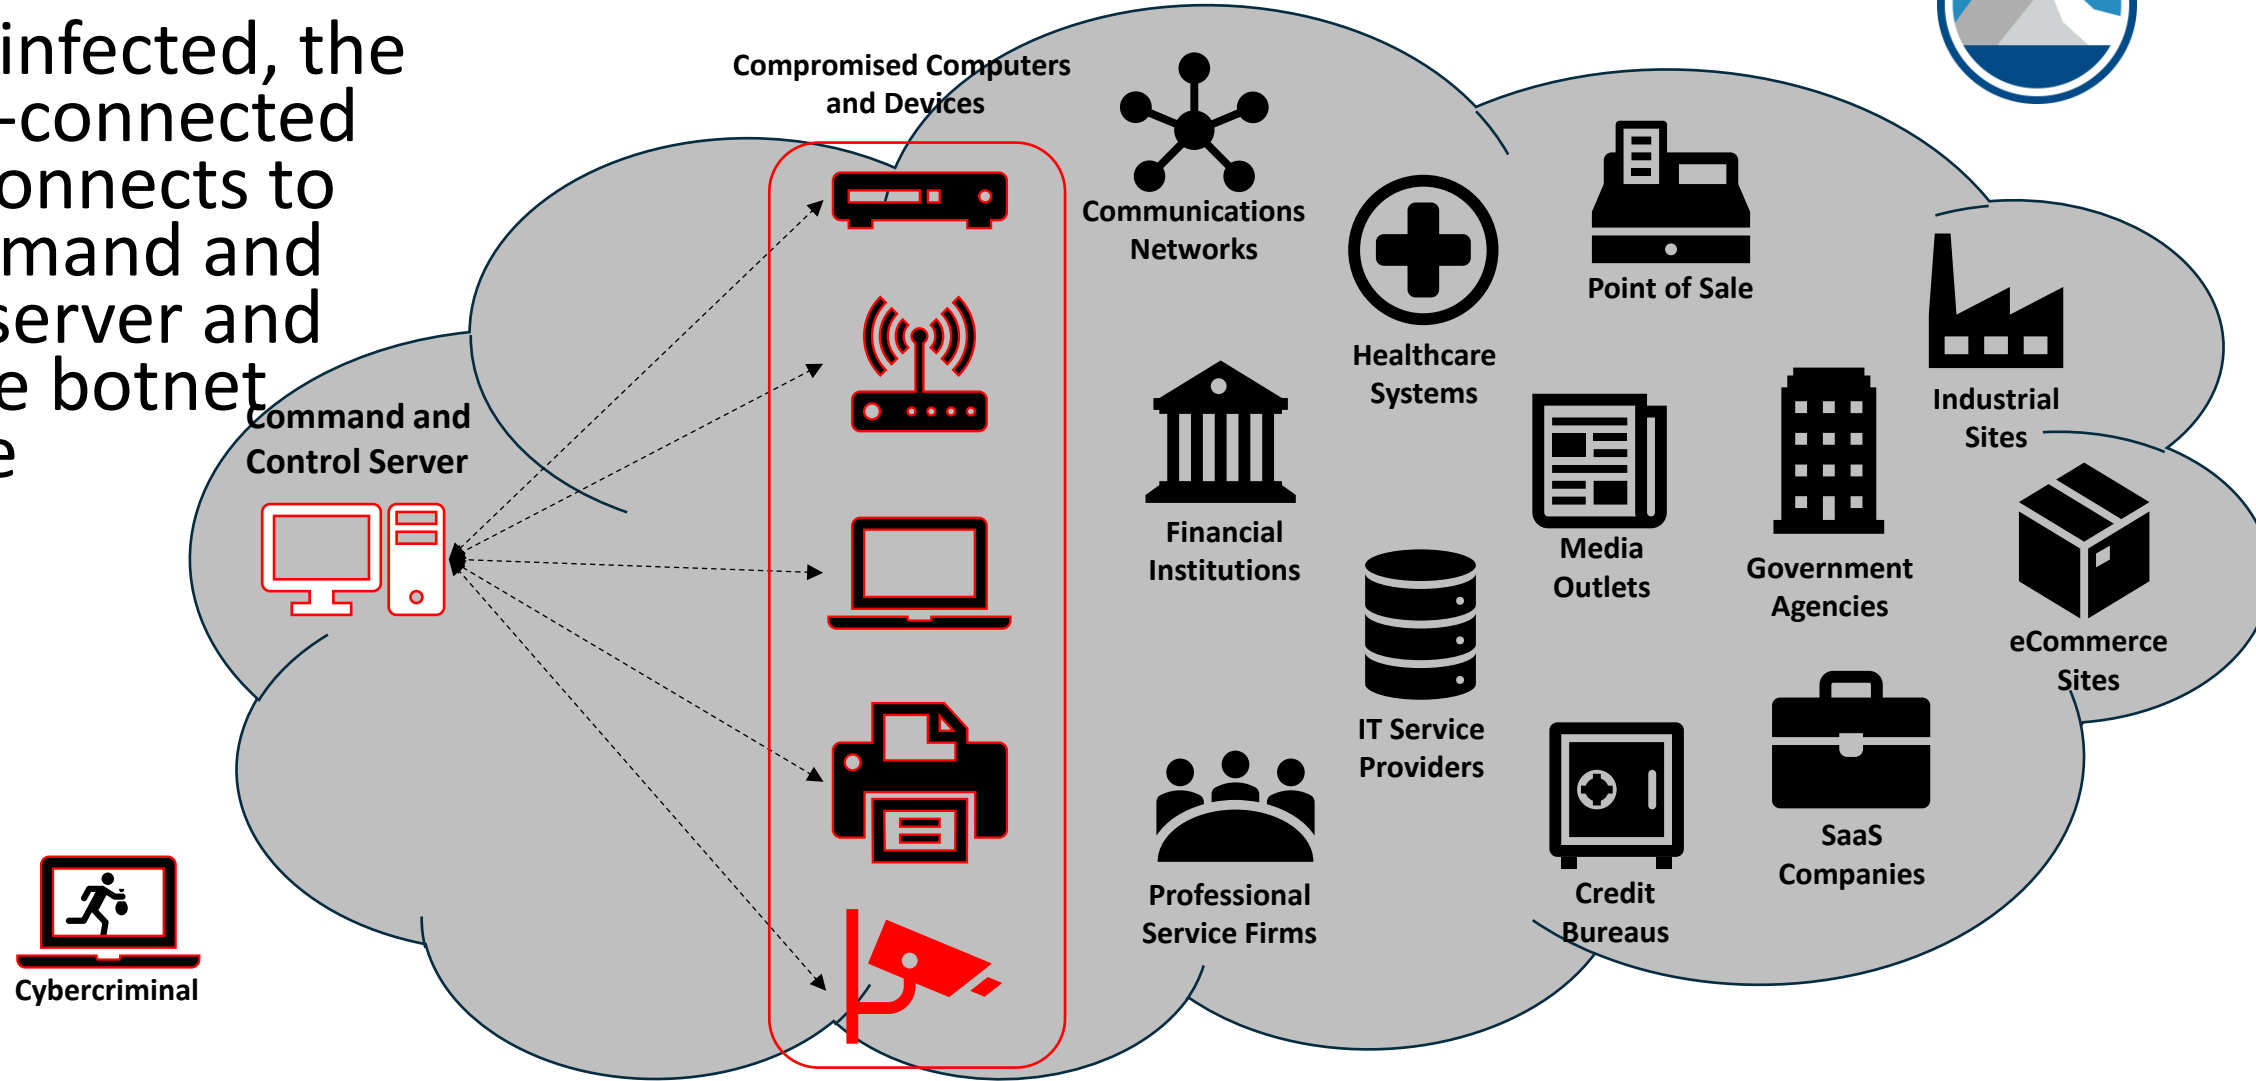 infected, the
-connected
onnects to
mand and
server and
e botnet
e
Compromised Computers
and Devices
Command and
Control Server
Cybercriminal
Communications
Networks
Healthcare
Systems
Point of Sale
Industrial
Sites
Financial
Institutions
Media
Outlets
Government
Agencies
eCommerce
Sites
IT Service
Providers
Professional
Service Firms
Credit
Bureaus
SaaS
Companies